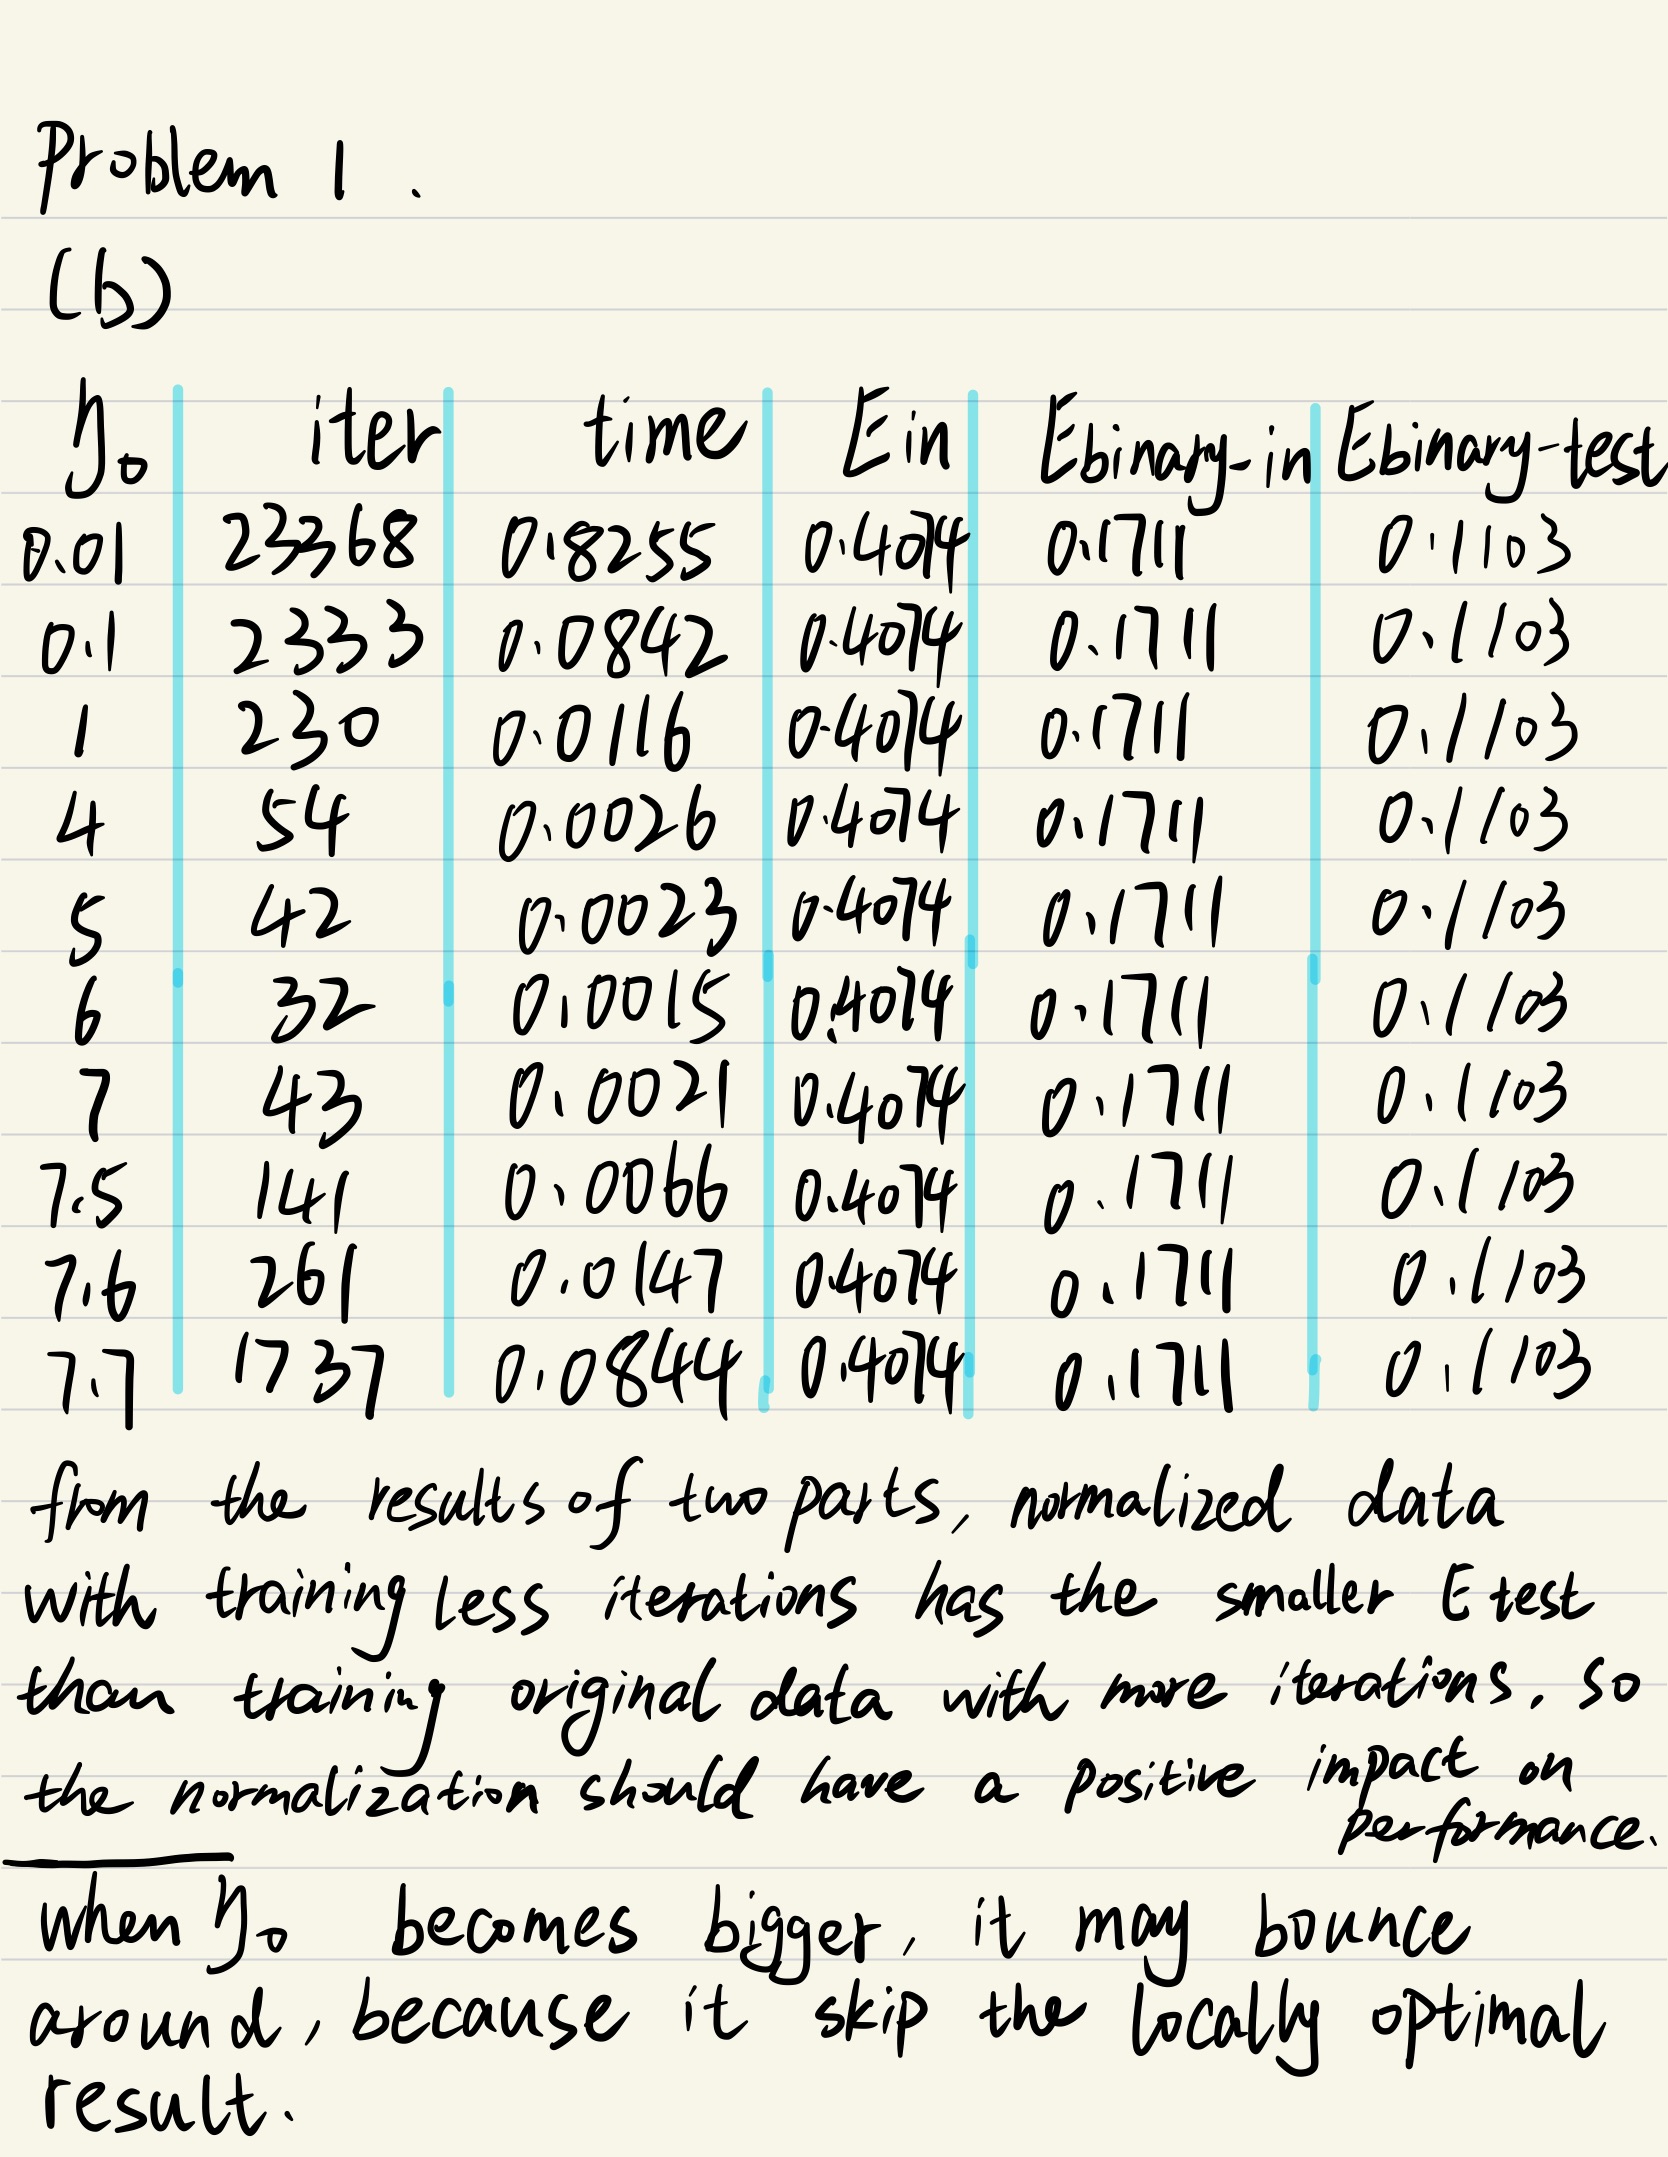 Problem 1.
(b)
η₀ iter time Ein Ebinary-in Ebinary-test
0.01 23368 0.8255 0.4074 0.1711 0.1103
0.1 2333 0.0842 0.4074 0.1711 0.1103
1 230 0.0116 0.4074 0.1711 0.1103
4 54 0.0026 0.4074 0.1711 0.1103
5 42 0.0023 0.4074 0.1711 0.1103
6 32 0.0015 0.4074 0.1711 0.1103
7 43 0.0021 0.4074 0.1711 0.1103
7.5 141 0.0066 0.4074 0.1711 0.1103
7.6 261 0.0147 0.4074 0.1711 0.1103
7.7 1737 0.0844 0.4074 0.1711 0.1103
from the results of two parts, normalized data
with training less iterations has the smaller E test
than training original data with more iterations. so
the normalization should have a positive impact on
performance.
when η₀ becomes bigger, it may bounce
around, because it skip the locally optimal
result.